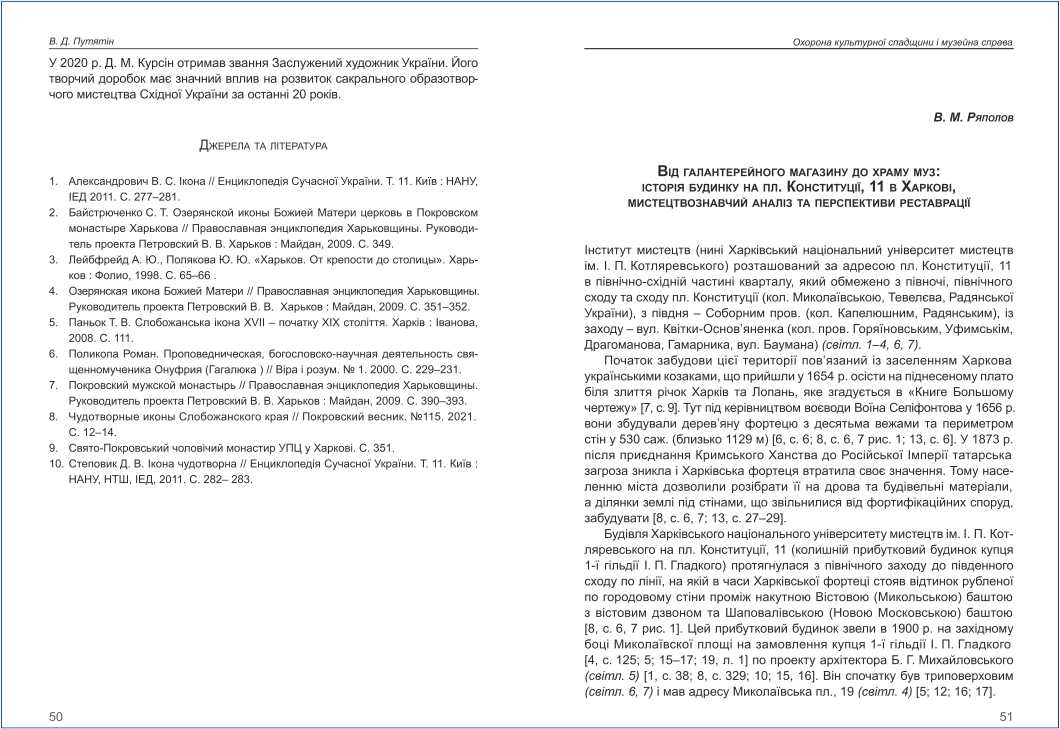 В. Д. Путятін
У 2020 р. Д. М. Курсін отримав звання Заслужений художник України. Його
творчий доробок має значний вплив на розвиток сакрального образотвор-
чого мистецтва Східної України за останні 20 років.
Джерела та література
1. Александрович В. С. Ікона // Енциклопедія Сучасної України. Т. 11. Київ : НАНУ,
ІЕД 2011. С. 277–281.
2. Байстрюченко С. Т. Озерянской иконы Божией Матери церковь в Покровском
монастыре Харькова // Православная энциклопедия Харьковщины. Руководи-
тель проекта Петровский В. В. Харьков : Майдан, 2009. С. 349.
3. Лейбфрейд А. Ю., Полякова Ю. Ю. «Харьков. От крепости до столицы». Харь-
ков : Фолио, 1998. С. 65–66 .
4. Озерянская икона Божией Матери // Православная энциклопедия Харьковщины.
Руководитель проекта Петровский В. В. Харьков : Майдан, 2009. С. 351–352.
5. Паньок Т. В. Слобожанська ікона XVII – початку XIX століття. Харків : Іванова,
2008. С. 111.
6. Поликопа Роман. Проповедническая, богословско-научная деятельность свя-
щенномученика Онуфрия (Гагалюка ) // Віра і розум. № 1. 2000. С. 229–231.
7. Покровский мужской монастырь // Православная энциклопедия Харьковщины.
Руководитель проекта Петровский В. В. Харьков : Майдан, 2009. С. 390–393.
8. Чудотворные иконы Слобожанского края // Покровский весник. №115, 2021.
С. 12–14.
9. Свято-Покровський чоловічий монастир УПЦ у Харкові. С. 351.
10. Степовик Д. В. Ікона чудотворна // Енциклопедія Сучасної України. Т. 11. Київ :
НАНУ, НТШ, ІЕД, 2011. С. 282– 283.
50
Охорона культурної спадщини і музейна справа
В. М. Ряполов
Від галантерейного магазину до храму муз:
історія будинку на пл. Конституції, 11 в Харкові,
мистецтвознавчий аналіз та перспективи реставрації
Інститут мистецтв (нині Харківський національний університет мистецтв
ім. І. П. Котляревського) розташований за адресою пл. Конституції, 11
в північно-східній частині кварталу, який обмежено з півночі, північного
сходу та сходу пл. Конституції (кол. Миколаївською, Тевелєва, Радянської
України), з півдня – Соборним пров. (кол. Капелюшним, Радянським), із
заходу – вул. Квітки-Основ’яненка (кол. пров. Горяїновським, Уфимськім,
Драгоманова, Гамарника, вул. Баумана) (світл. 1–4, 6, 7).
Початок забудови цієї території пов’язаний із заселенням Харкова
українськими козаками, що прийшли у 1654 р. осісти на піднесеному плато
біля злиття річок Харків та Лопань, яке згадується в «Книге Большому
чертежу» [7, с. 9]. Тут під керівництвом воєводи Воїна Селіфонтова у 1656 р.
вони збудували дерев’яну фортецю з десятьма вежами та периметром
стін у 530 саж. (близько 1129 м) [6, с. 6; 8, с. 6, 7 рис. 1; 13, с. 6]. У 1873 р.
після приєднання Кримського Ханства до Російської Імперії татарська
загроза зникла і Харківська фортеця втратила своє значення. Тому насе-
ленню міста дозволили розібрати її на дрова та будівельні матеріали,
а ділянки землі під стінами, що звільнилися від фортифікаційних споруд,
забудувати [8, с. 6, 7; 13, с. 27–29].
Будівля Харківського національного університету мистецтв ім. І. П. Кот-
ляревського на пл. Конституції, 11 (колишній прибутковий будинок купця
1-ї гільдії І. П. Гладкого) протягнулася з північного заходу до південного
сходу по лінії, на якій в часи Харківської фортеці стояв відтинок рубленої
по городовому стіни проміж накутною Вістовою (Микольською) баштою
з вістовим дзвоном та Шаповалівською (Новою Московською) баштою
[8, с. 6, 7 рис. 1]. Цей прибутковий будинок звели в 1900 р. на західному
боці Миколаївскої площі на замовлення купця 1-ї гільдії І. П. Гладкого
[4, с. 125; 5; 15–17; 19, л. 1] по проекту архітектора Б. Г. Михайловського
(світл. 5) [1, с. 38; 8, с. 329; 10; 15, 16]. Він спочатку був триповерховим
(світл. 6, 7) і мав адресу Миколаївська пл., 19 (світл. 4) [5; 12; 16; 17].
51